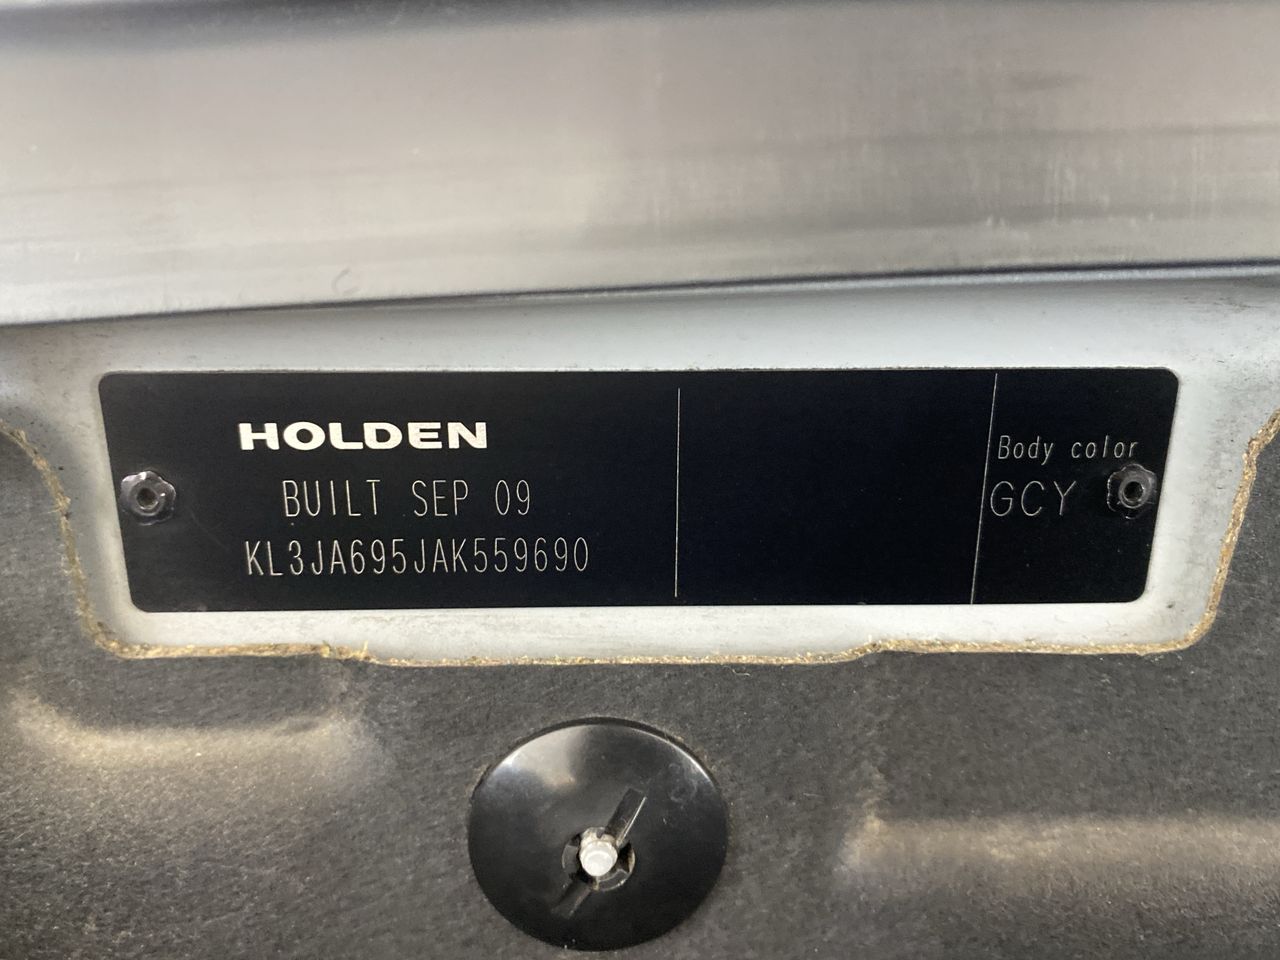 HOLDEN
BUILT SEP 09
KL3JA695JAK559690
Body color
GCY